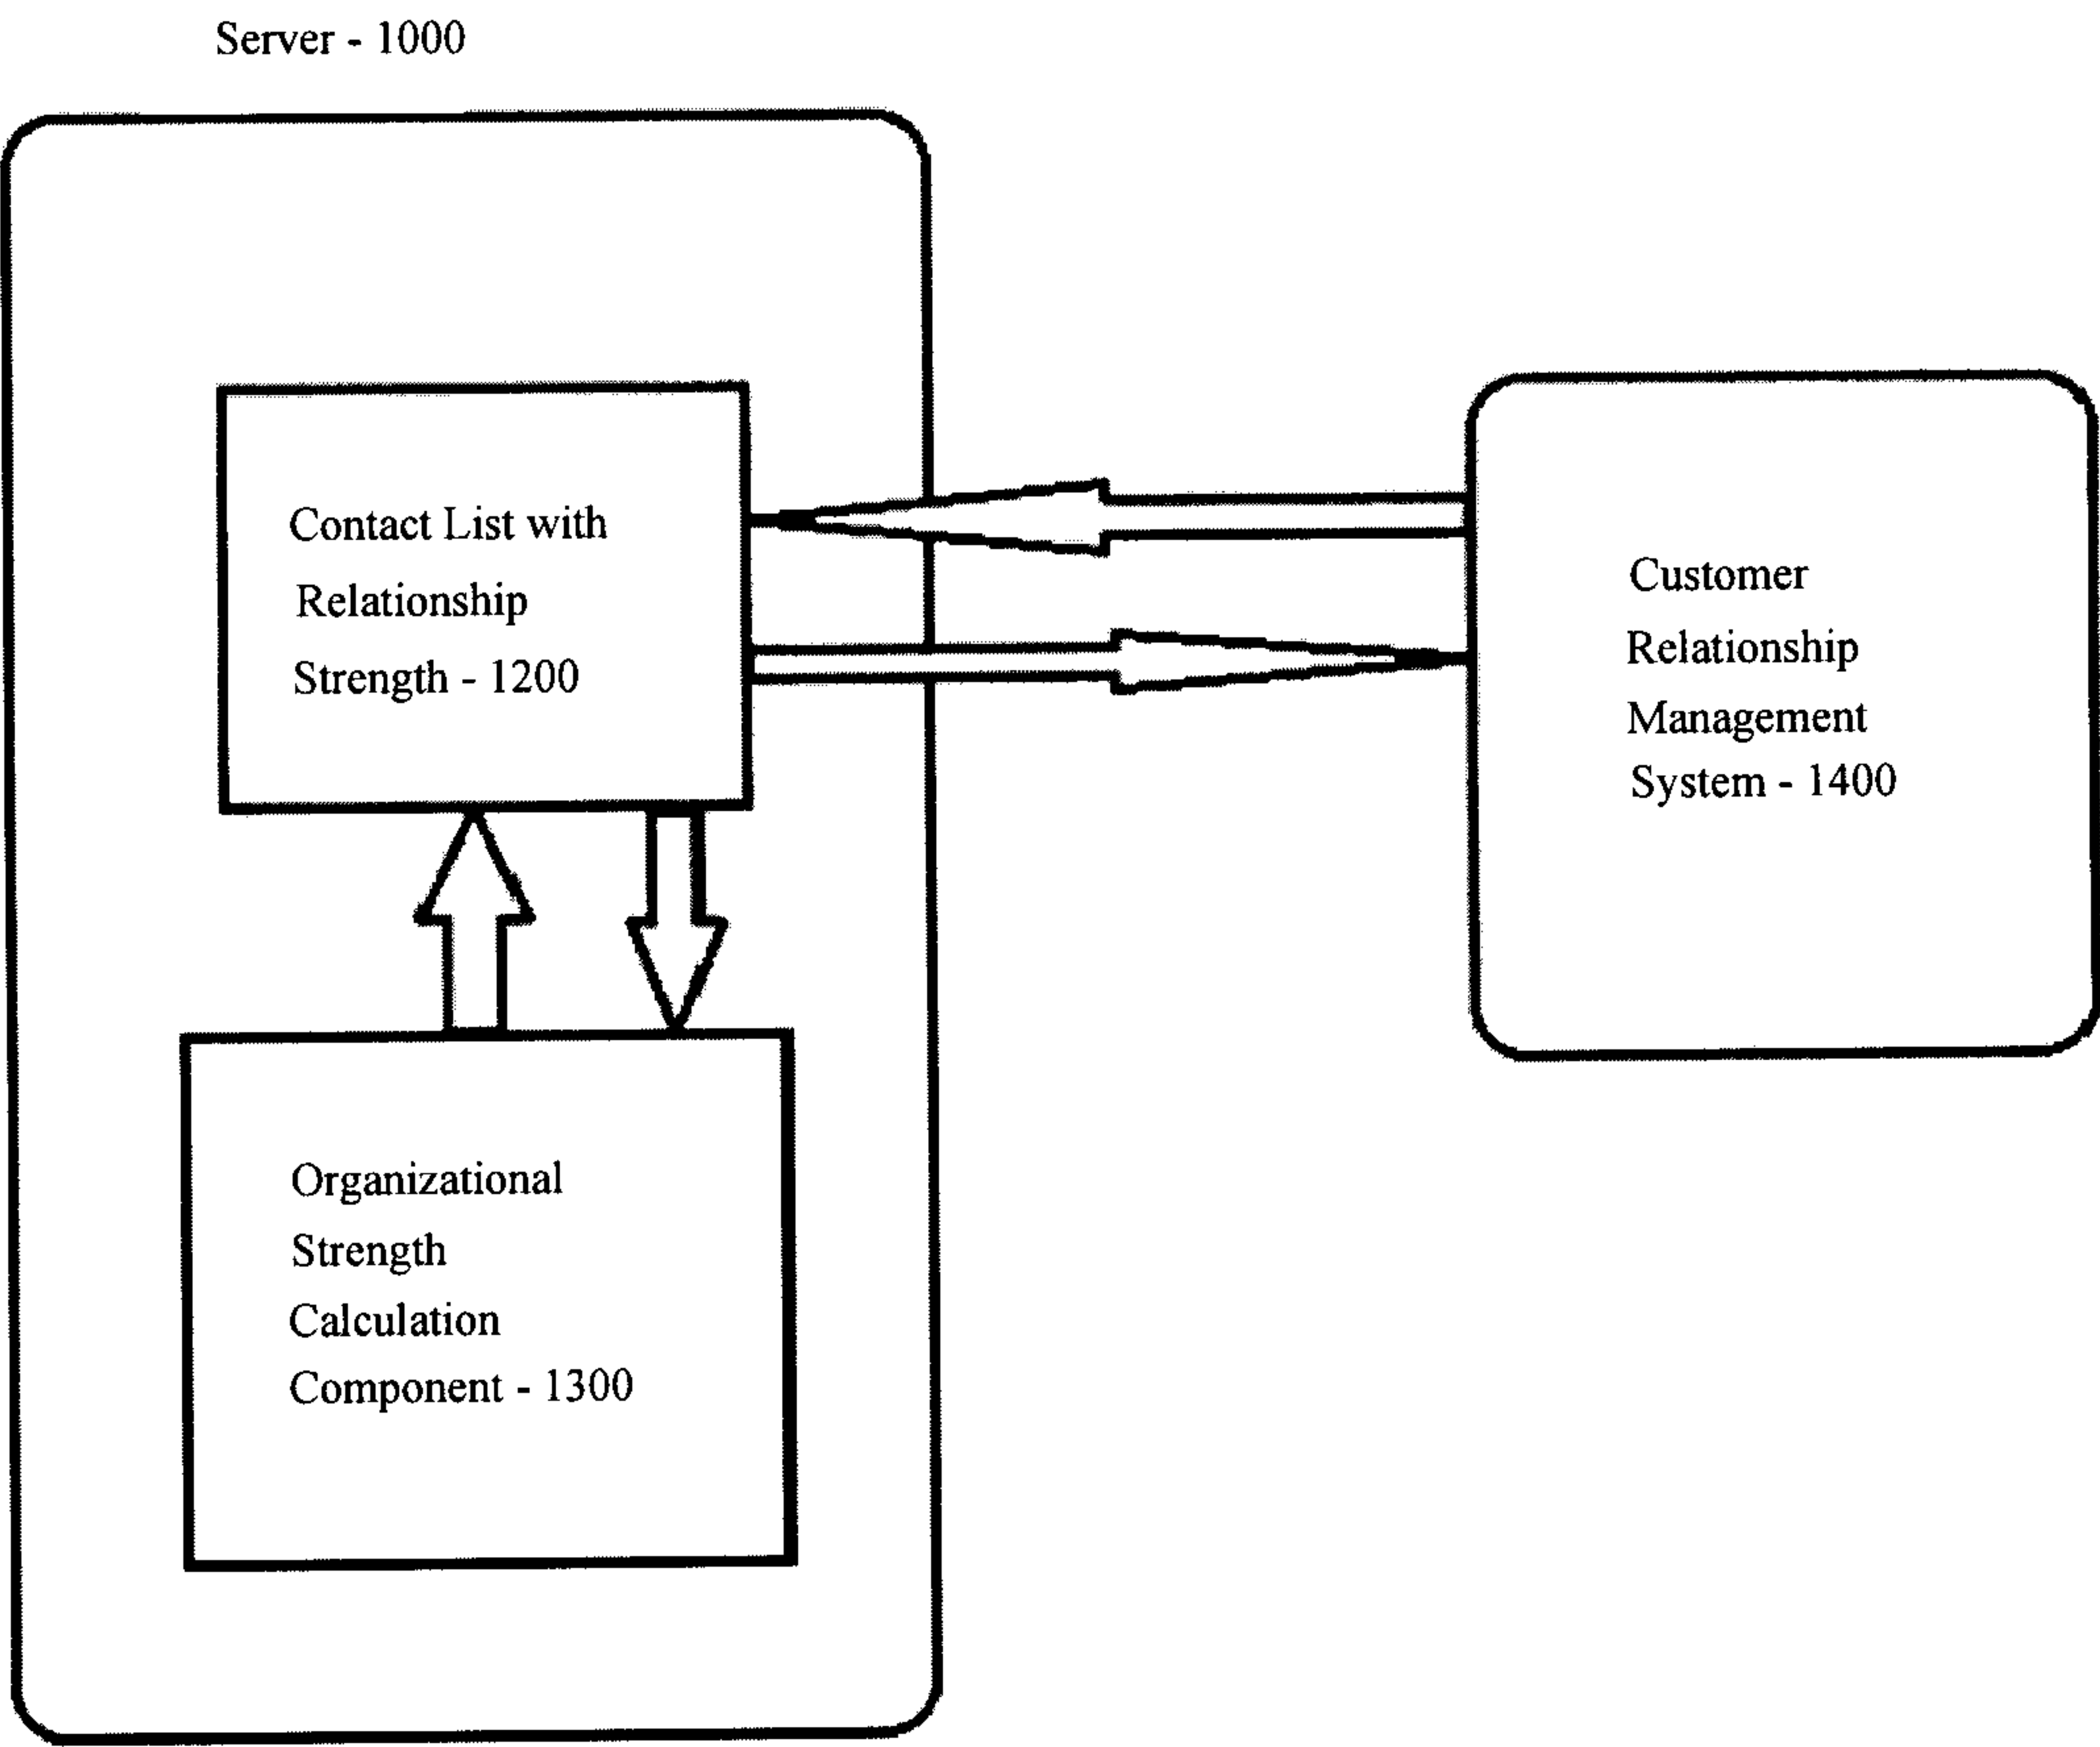 Server - 1000
Contact List with
Relationship
Strength - 1200
Customer
Relationship
Management
System - 1400
Organizational
Strength
Calculation
Component - 1300